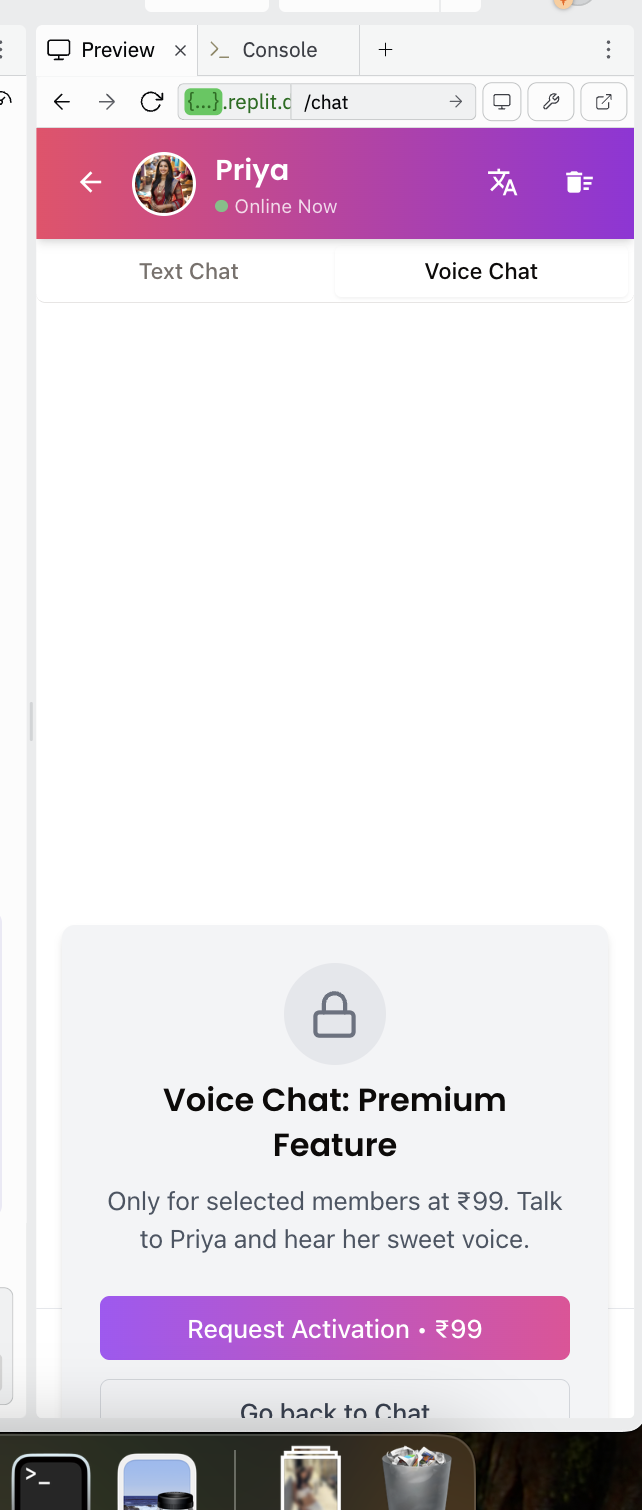 Preview
Console
{...}.replit.d /chat
Priya
Online Now
Text Chat
Voice Chat
Voice Chat: Premium
Feature
Only for selected members at ₹99. Talk
to Priya and hear her sweet voice.
Request Activation • ₹99
Go back to Chat